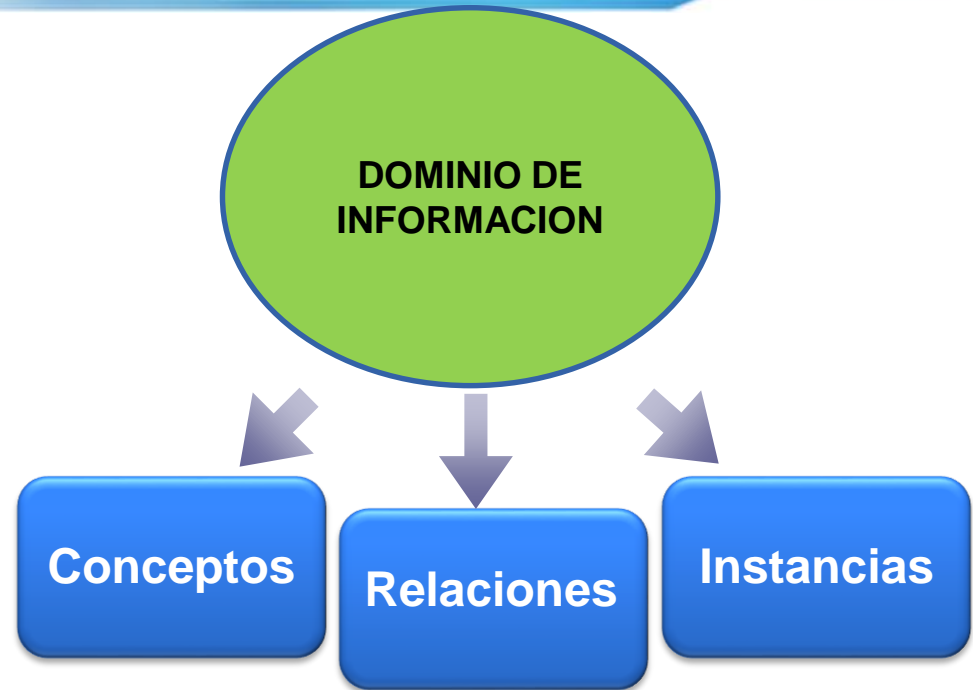 DOMINIO DE
INFORMACION
Conceptos
Relaciones
Instancias